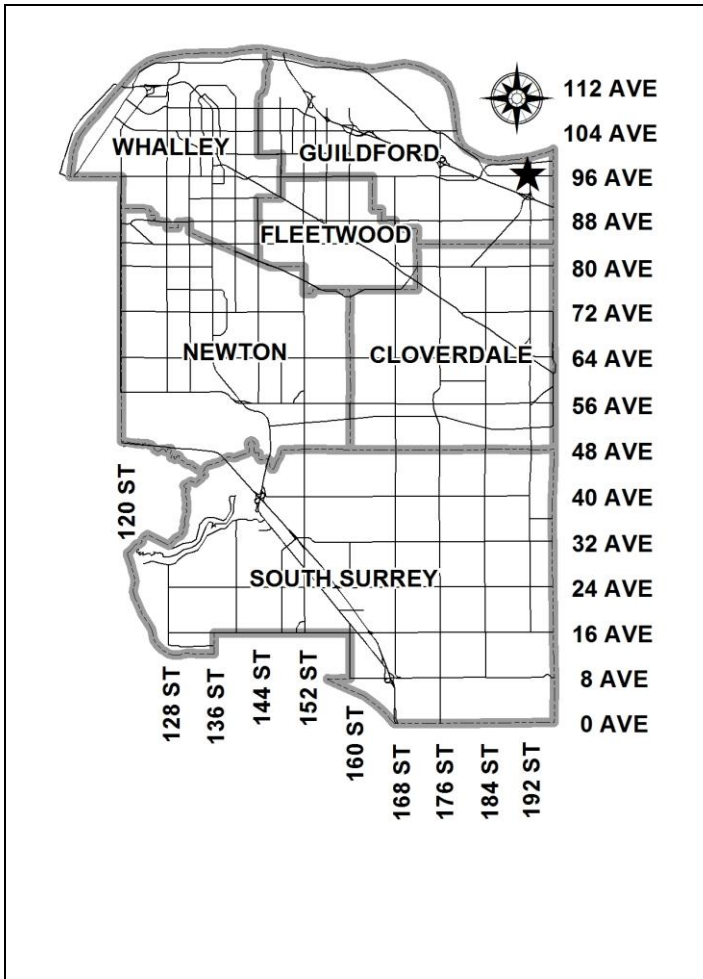 112 AVE
104 AVE
WHALLEY
GUILDFORD
96 AVE
88 AVE
FLEETWOOD
80 AVE
72 AVE
NEWTON
CLOVERDALE
64 AVE
56 AVE
48 AVE
120 ST
40 AVE
32 AVE
SOUTH SURREY
24 AVE
16 AVE
8 AVE
0 AVE
128 ST
136 ST
144 ST
152 ST
160 ST
168 ST
176 ST
184 ST
192 ST